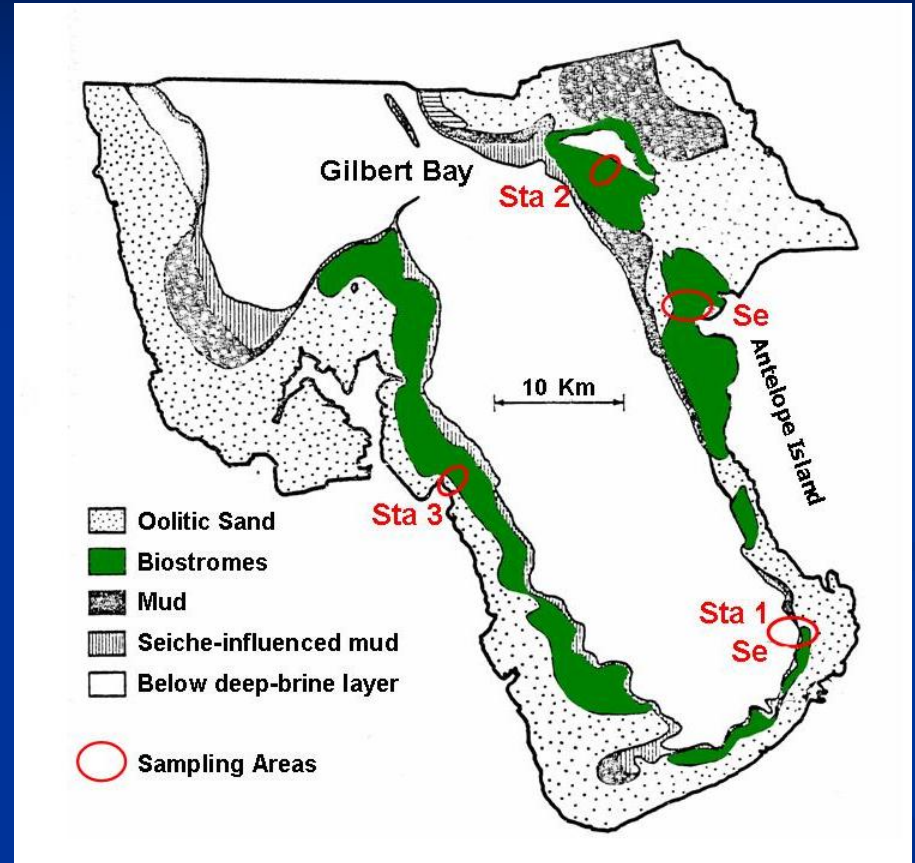 Gilbert Bay
Sta 2
Se
Antelope Island
10 Km
Sta 3
Sta 1
Se
Oolitic Sand
Biostromes
Mud
Seiche-influenced mud
Below deep-brine layer
Sampling Areas